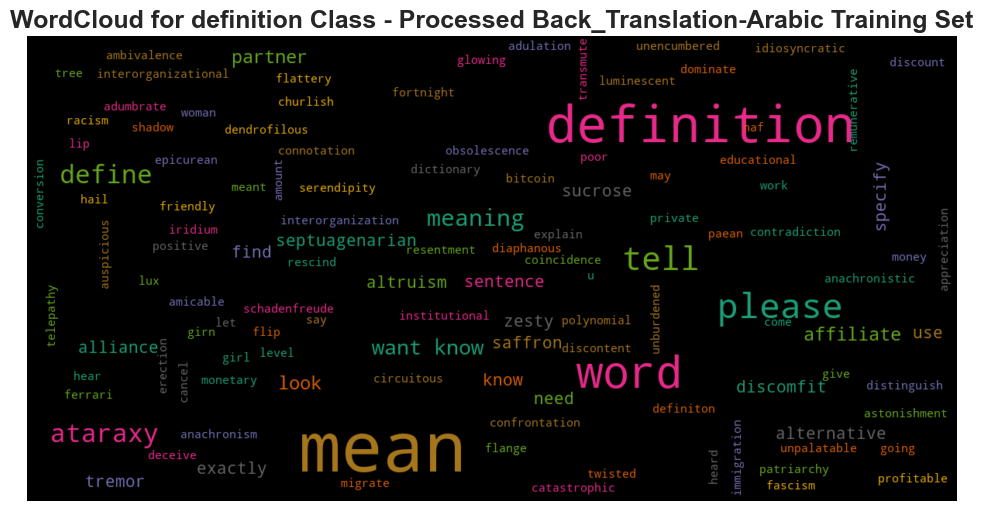 WordCloud for definition Class - Processed Back_Translation-Arabic Training Set
adulation
unencumbered
idiosyncratic
ambivalence
partner
glowing
transmute
discount
tree
interorganizational
flattery
luminescent
dominate
remunerative
adumbrate
churlish
fortnight
definition
naf
racism
woman
shadow
dendrofilous
lip
connotation
obsolescence
poor
educational
conversion
define
epicurean
amount
dictionary
bitcoin
may
meant
serendipity
sucrose
work
specify
hail
friendly
interorganization
meaning
private
auspicious
iridium
septuagenarian
explain
paean
contradiction
appreciation
positive
find
resentment
diaphanous
coincidence
tell
money
rescind
u
lux
altruism
sentence
anachronistic
telepathy
amicable
schadenfreude
institutional
zesty
polynomial
unburdened
please
come
girn
let
flip
say
saffron
affiliate
use
alliance
erection
girl
level
want know
discontent
hear
cancel
monetary
look
circuitous
know
word
discomfit
give
distinguish
ferrari
need
definiton
astonishment
ataraxy
anachronism
mean
confrontation
immigration
alternative
deceive
exactly
flange
heard
unpalatable
going
tremor
migrate
twisted
catastrophic
patriarchy
fascism
profitable